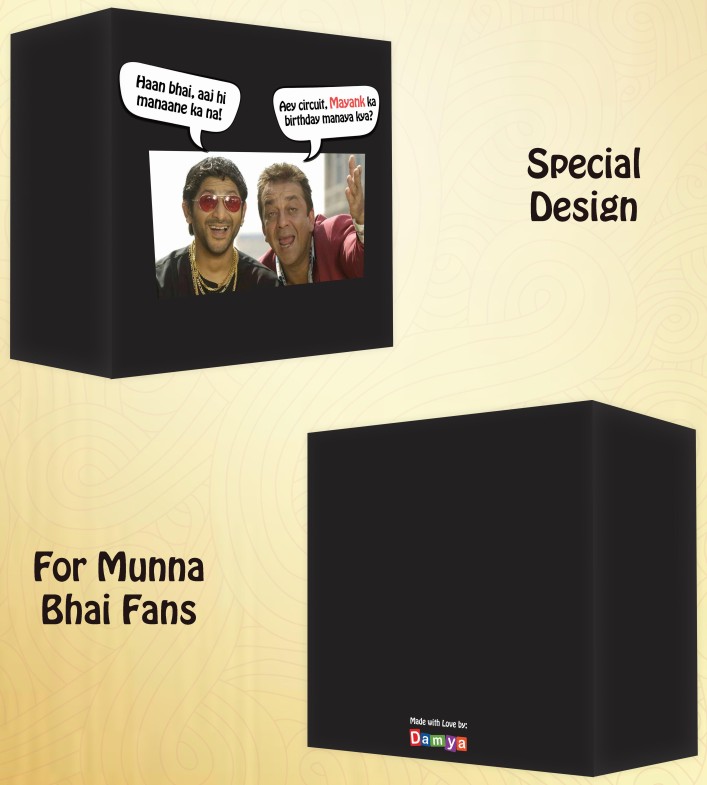 Haan bhai, aaj hi
manaane ka na!
Aey circuit, Mayank ka
birthday manaya kya?
Special
Design
For Munna
Bhai Fans
Made with Love by:
Damya